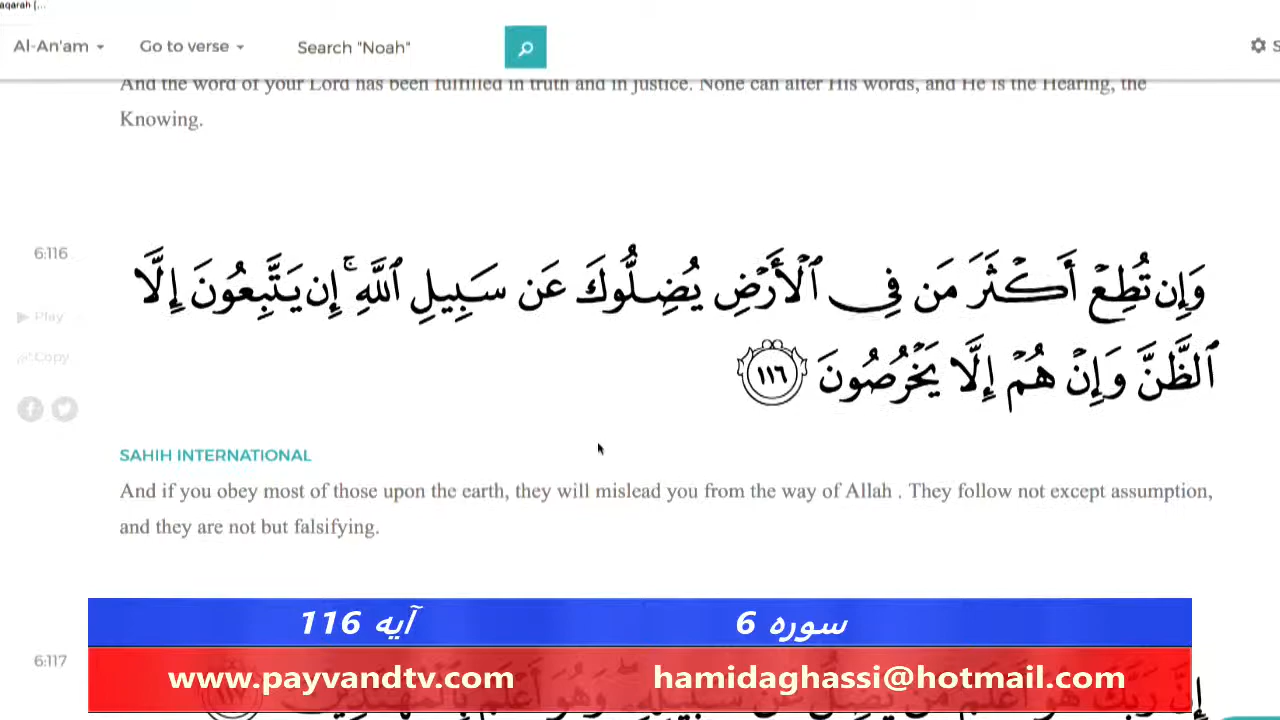 aqarah (...
Al-An'am Go to verse Search "Noah" S
And the word of your Lord has been fulfilled in truth and in justice. None can alter His words, and He is the Hearing, the
Knowing.
6:116
وَإِن تُطِعْ أَكْثَرَ مَن فِى ٱلْأَرْضِ يُضِلُّوكَ عَن سَبِيلِ ٱللَّهِ ۚ إِن يَتَّبِعُونَ إِلَّا
Play
ٱلظَّنَّ وَإِنْ هُمْ إِلَّا يَخْرُصُونَ ١١٦
Copy
SAHIH INTERNATIONAL
And if you obey most of those upon the earth, they will mislead you from the way of Allah . They follow not except assumption,
and they are not but falsifying.
سوره 6 آیه 116
6:117
www.payvandtv.com hamidaghassi@hotmail.com